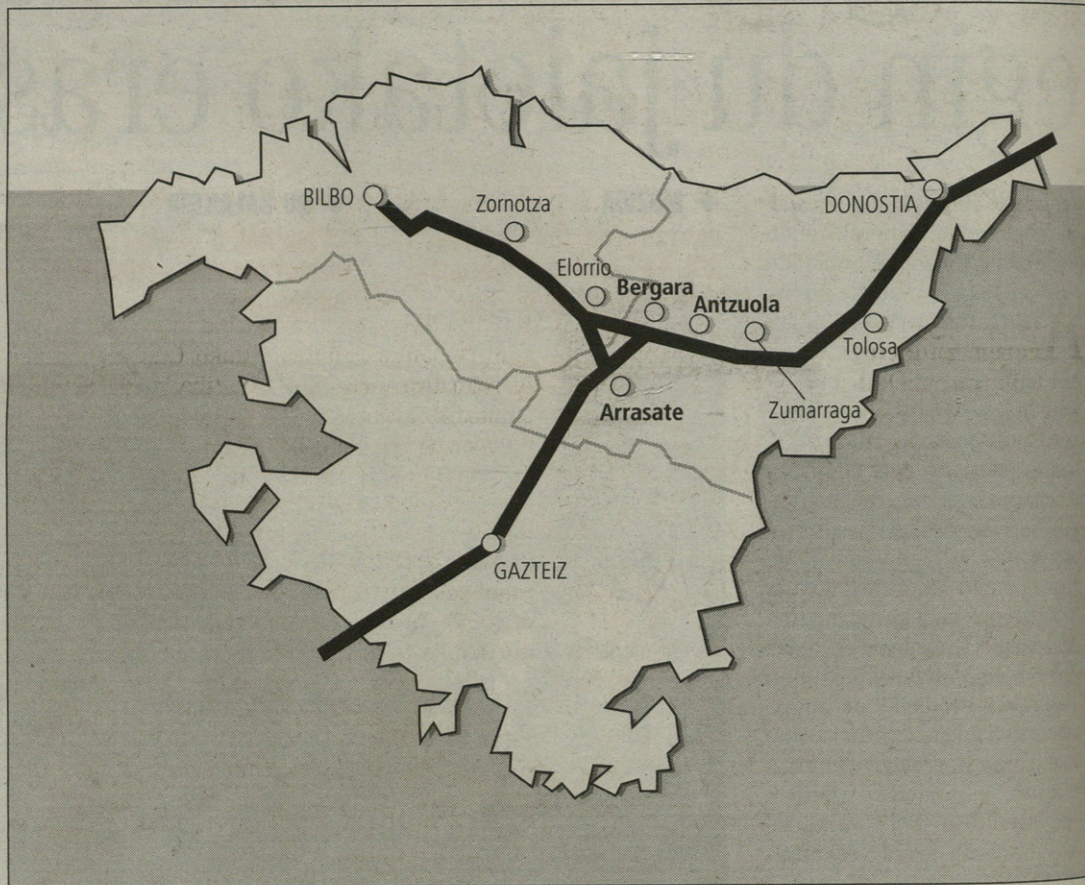 BILBO
Zornotza
DONOSTIA
Elorrio
Bergara
Antzuola
Tolosa
Arrasate
Zumarraga
GAZTEIZ